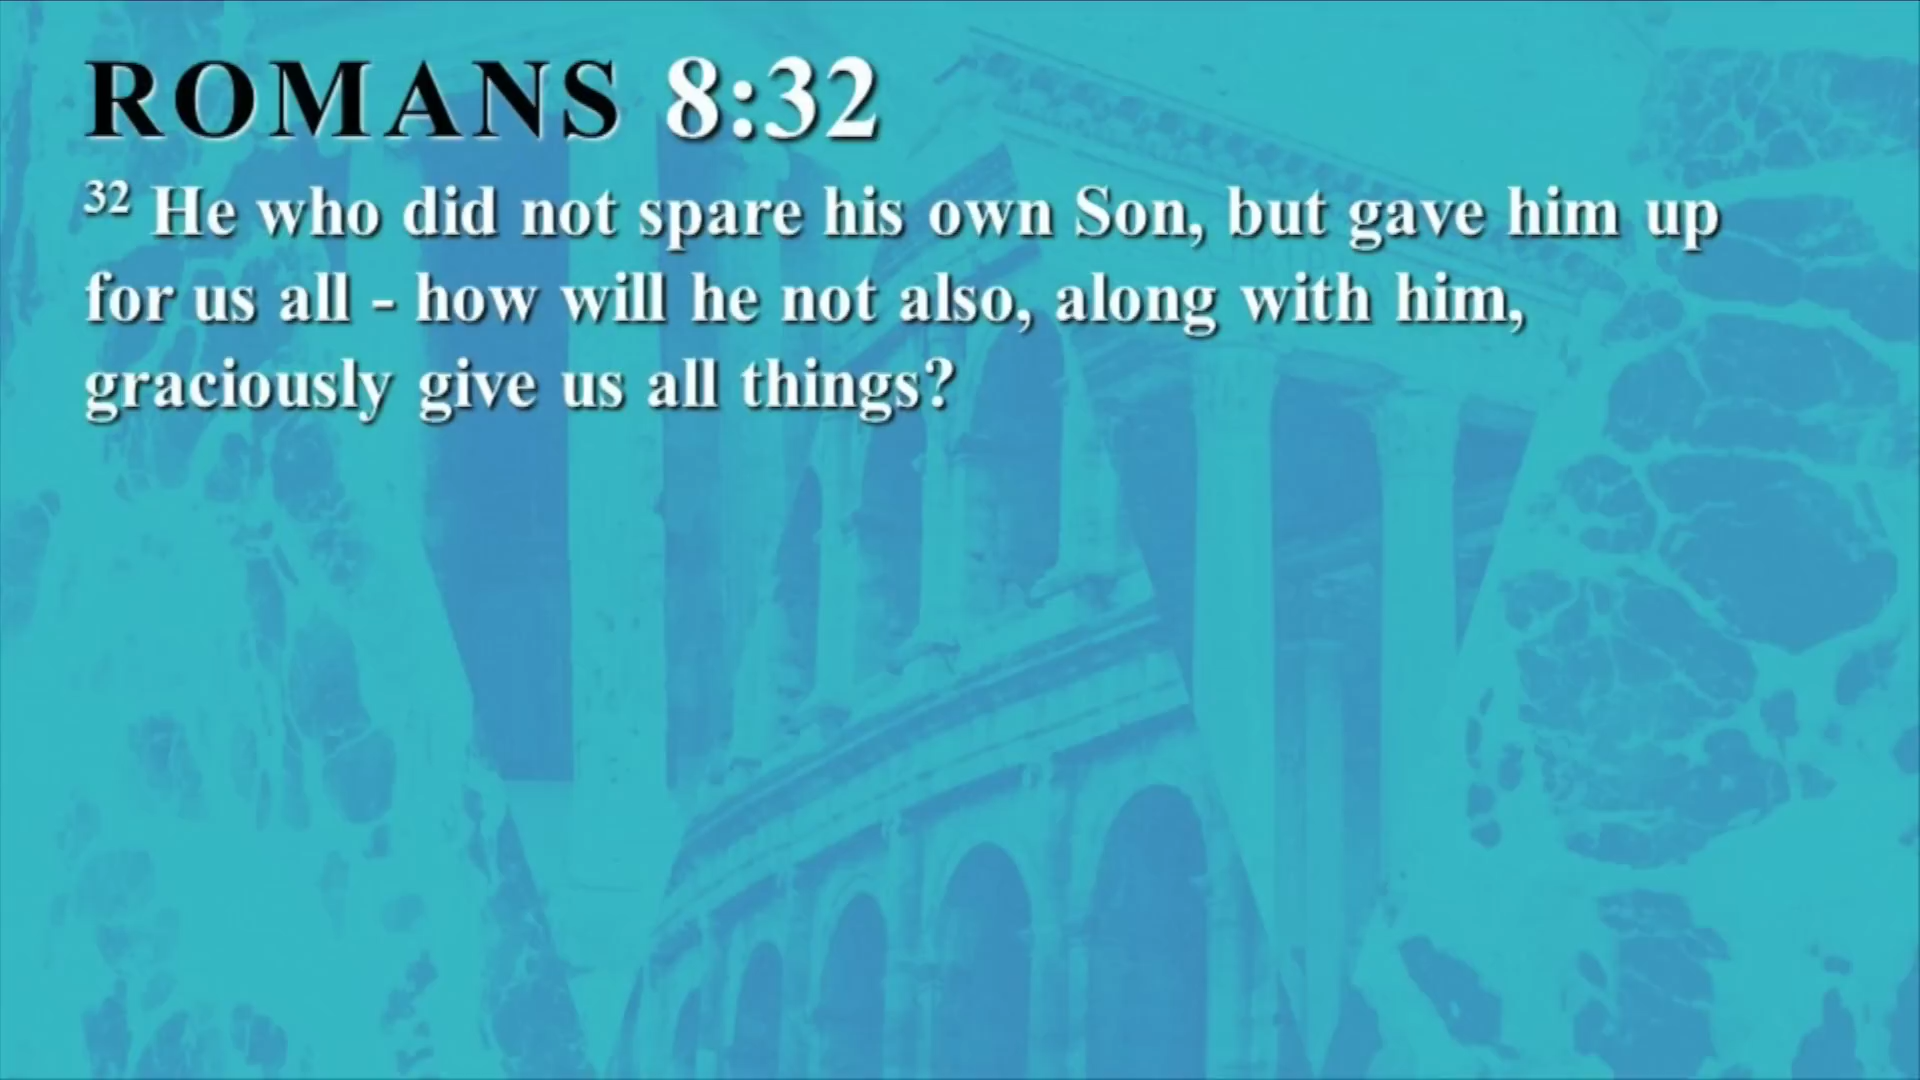 ROMANS 8:32
32 He who did not spare his own Son, but gave him up
for us all - how will he not also, along with him,
graciously give us all things?